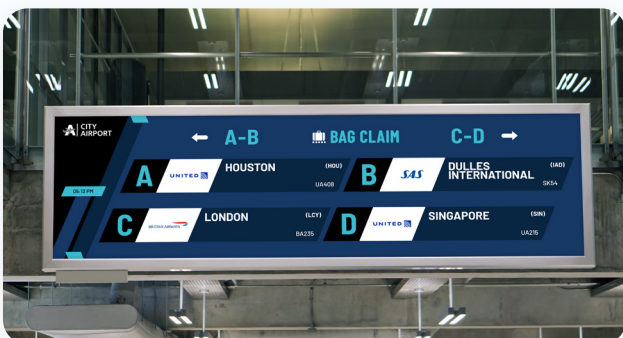 CITY
AIRPORT
← A-B
BAG CLAIM
C-D →
05:13 PM
A
UNITED
HOUSTON
(HOU)
UA408
B
SAS
DULLES
INTERNATIONAL
(IAD)
SK54
C
BRITISH AIRWAYS
LONDON
(LCY)
BA235
D
UNITED
SINGAPORE
(SIN)
UA215